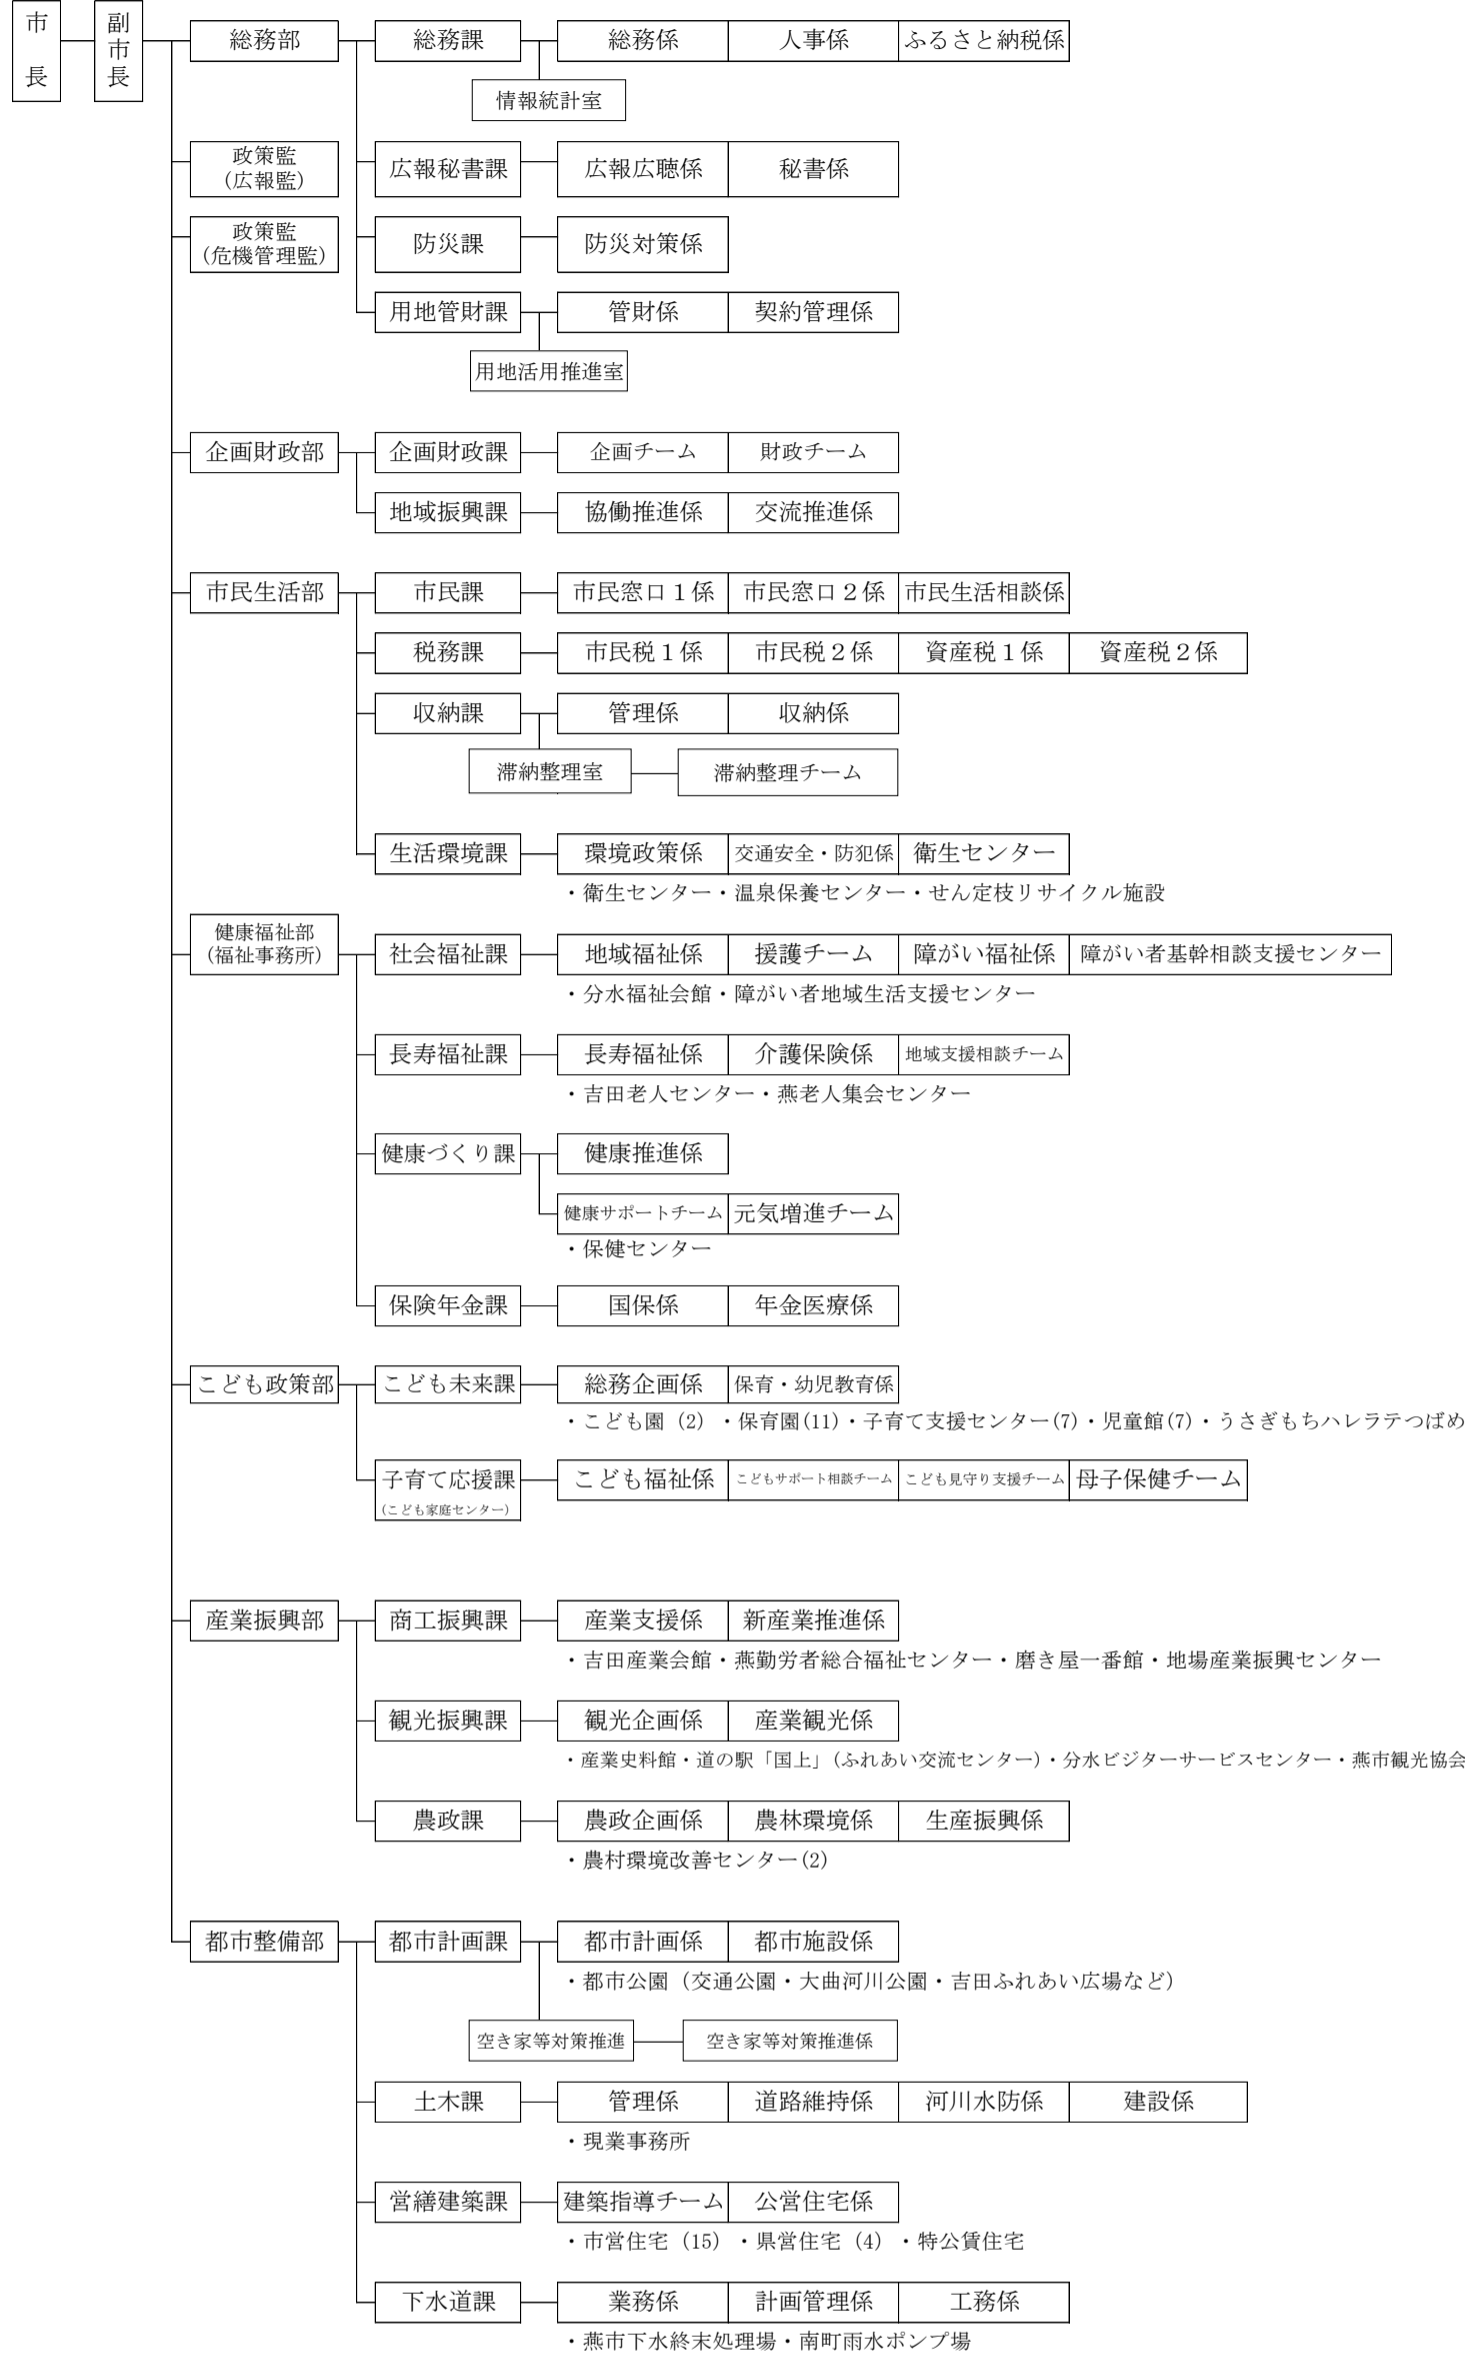 市長
副市長
総務部 総務課 総務係 人事係 ふるさと納税係
情報統計室
政策監
(広報監)
広報秘書課 広報広聴係 秘書係
政策監
(危機管理監)
防災課 防災対策係
用地管財課 管財係 契約管理係
用地活用推進室
企画財政部 企画財政課 企画チーム 財政チーム
地域振興課 協働推進係 交流推進係
市民生活部 市民課 市民窓口1係 市民窓口2係 市民生活相談係
税務課 市民税1係 市民税2係 資産税1係 資産税2係
収納課 管理係 収納係
滞納整理室 滞納整理チーム
生活環境課 環境政策係 交通安全・防犯係 衛生センター
・衛生センター・温泉保養センター・せん定枝リサイクル施設
健康福祉部
(福祉事務所)
社会福祉課 地域福祉係 援護チーム 障がい福祉係 障がい者基幹相談支援センター
・分水福祉会館・障がい者地域生活支援センター
長寿福祉課 長寿福祉係 介護保険係 地域支援相談チーム
・吉田老人センター・燕老人集会センター
健康づくり課 健康推進係
健康サポートチーム 元気増進チーム
・保健センター
保険年金課 国保係 年金医療係
こども政策部 こども未来課 総務企画係 保育・幼児教育係
・こども園(2)・保育園(11)・子育て支援センター(7)・児童館(7)・うさぎもちハレラテつばめ
子育て応援課 こども福祉係 こどもサポート相談チーム こども見守り支援チーム 母子保健チーム
(こども家庭センター)
産業振興部 商工振興課 産業支援係 新産業推進係
・吉田産業会館・燕勤労者総合福祉センター・磨き屋一番館・地場産業振興センター
観光振興課 観光企画係 産業観光係
・産業史料館・道の駅「国上」(ふれあい交流センター)・分水ビジターサービスセンター・燕市観光協会
農政課 農政企画係 農林環境係 生産振興係
・農村環境改善センター(2)
都市整備部 都市計画課 都市計画係 都市施設係
・都市公園(交通公園・大曲河川公園・吉田ふれあい広場など)
空き家等対策推進 空き家等対策推進係
土木課 管理係 道路維持係 河川水防係 建設係
・現業事務所
営繕建築課 建築指導チーム 公営住宅係
・市営住宅(15)・県営住宅(4)・特公賃住宅
下水道課 業務係 計画管理係 工務係
・燕市下水終末処理場・南町雨水ポンプ場